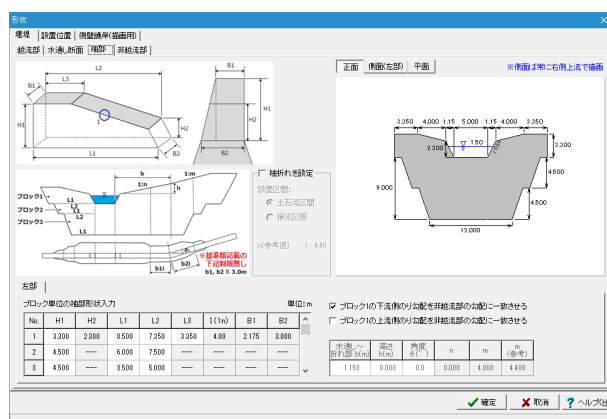 形状
堰堤 設置位置 側壁護岸(描画用)
越流部 水通し断面 袖部 非越流部
L2
B1
L3
H1
I
H2
L1
B2
B1
H1
H2
B2
b
1:m
1:n
h
ブロック1
ブロック2
ブロック3
L1
L2
L1
L2
L1
θi
b1i
b2i
※基準類記載の
下記制限無し
b1, b2 ≧ 3.0m
袖折れを設定
設置区間:
土石流区間
掃流区間
n(参考値) 1 : 4.40
正面 側面(左部) 平面
※側面は常に右側上流で描画
3.350 4.000 1.15 5.000 1.15 4.000 3.350
2.300
150
3.300
4.500
9.000
4.500
12.000
左部
ブロック単位の袖部形状入力 単位: m
No. H1 H2 L1 L2 L3 I(1n) B1 B2
1 3.300 2.300 8.500 7.350 3.350 4.00 2.175 3.000
2 4.500 --- 6.000 7.500 --- --- --- ---
3 4.500 --- 3.500 5.000 --- --- --- ---
ブロック1の下流側のり勾配を非越流部の勾配に一致させる
ブロック1の上流側のり勾配を非越流部の勾配に一致させる
水通し～折れ部 b(m) 高さ h(m) 角度 θ(°) n m m (参考)
1.150 0.000 0.0 0.000 4.000 4.400
確定 取消 ? ヘルプ(H